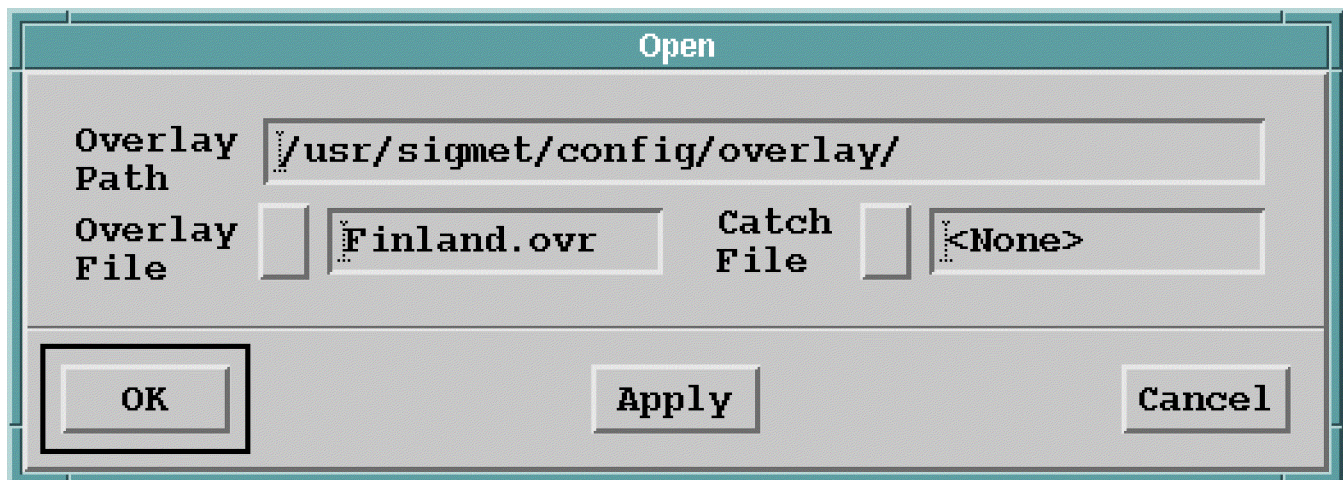 Open
Overlay Path
/usr/sigmet/config/overlay/
Overlay File
Finland.ovr
Catch File
<None>
OK
Apply
Cancel